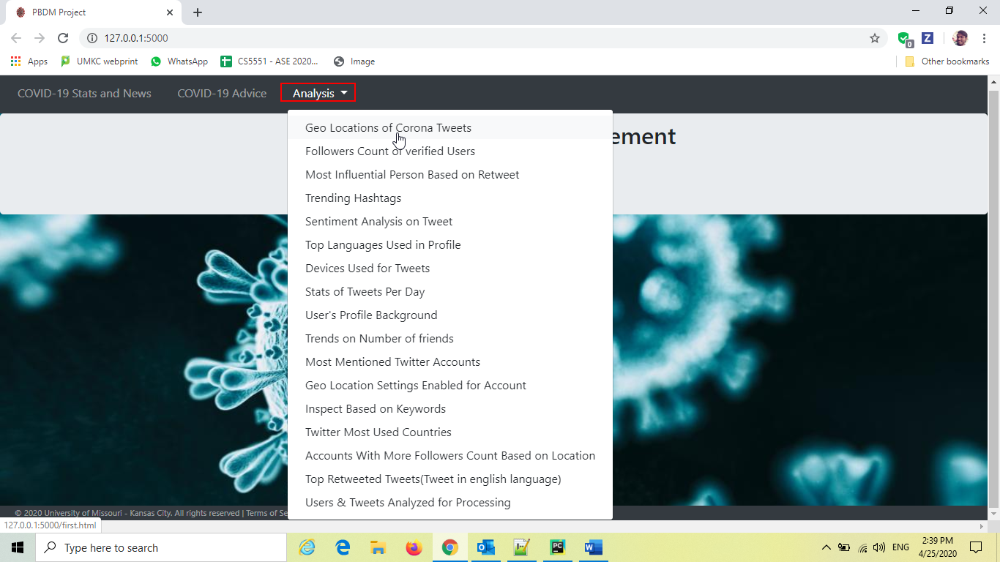 PBDM Project
127.0.0.1:5000
0
Z
Apps
UMKC webprint
WhatsApp
CS5551 - ASE 2020...
Image
Other bookmarks
COVID-19 Stats and News
COVID-19 Advice
Analysis
ement
Geo Locations of Corona Tweets
Followers Count of verified Users
Most Influential Person Based on Retweet
Trending Hashtags
Sentiment Analysis on Tweet
Top Languages Used in Profile
Devices Used for Tweets
Stats of Tweets Per Day
User's Profile Background
Trends on Number of friends
Most Mentioned Twitter Accounts
Geo Location Settings Enabled for Account
Inspect Based on Keywords
Twitter Most Used Countries
Accounts With More Followers Count Based on Location
Top Retweeted Tweets(Tweet in english language)
Users & Tweets Analyzed for Processing
© 2020 University of Missouri - Kansas City. All rights reserved | Terms of Se
127.0.0.1:5000/first.html
Type here to search
PC
W
ENG
2:39 PM
4/25/2020